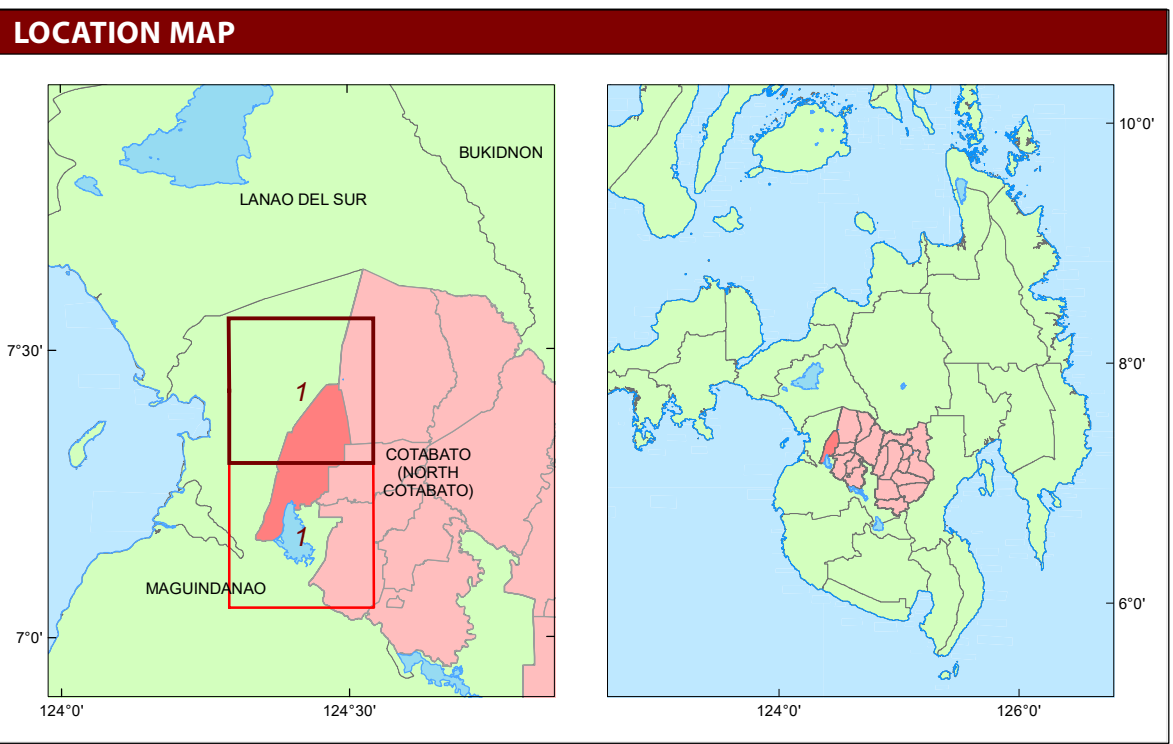 LOCATION MAP
BUKIDNON
LANAO DEL SUR
7°30'
1
COTABATO
(NORTH
COTABATO)
1
MAGUINDANAO
7°0'
124°0'
124°30'
10°0'
8°0'
6°0'
124°0'
126°0'